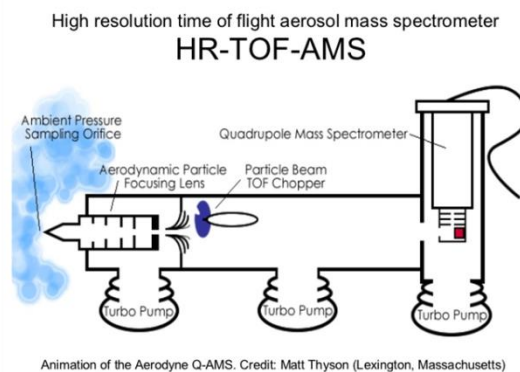 High resolution time of flight aerosol mass spectrometer
HR-TOF-AMS
Ambient Pressure
Sampling Orifice
Quadrupole Mass Spectrometer
Aerodynamic Particle
Focusing Lens
Particle Beam
TOF Chopper
Turbo Pump
Turbo Pump
Turbo Pump
Animation of the Aerodyne Q-AMS. Credit: Matt Thyson (Lexington, Massachusetts)